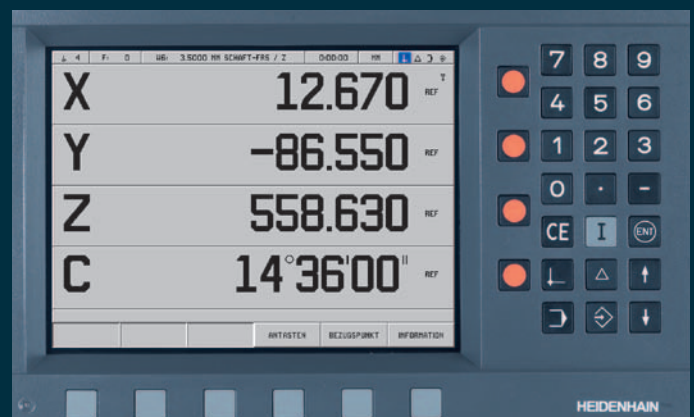 4 F: 0 WG: 3.5000 MM SCHAFT-FRS / Z 0:00:00 MM
X 12.670 REF
Y -86.550 REF
Z 558.630 REF
C 14°36'00" REF
ANTASTEN BEZUGSPUNKT INFORMATION
7 8 9
4 5 6
1 2 3
0 . -
CE I ENT
HEIDENHAIN